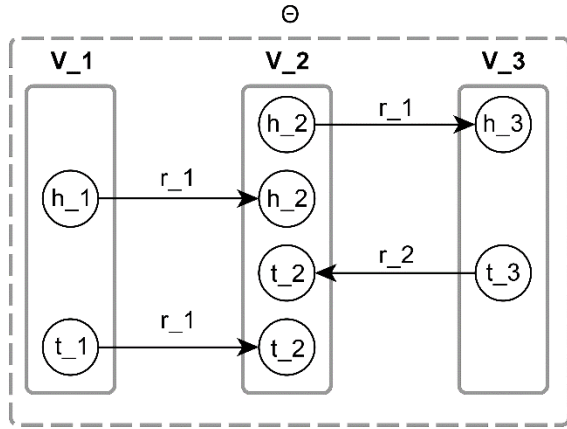 Θ
V_1 V_2 V_3
h_2 r_1 h_3
h_1 r_1 h_2
t_2 r_2 t_3
t_1 r_1 t_2